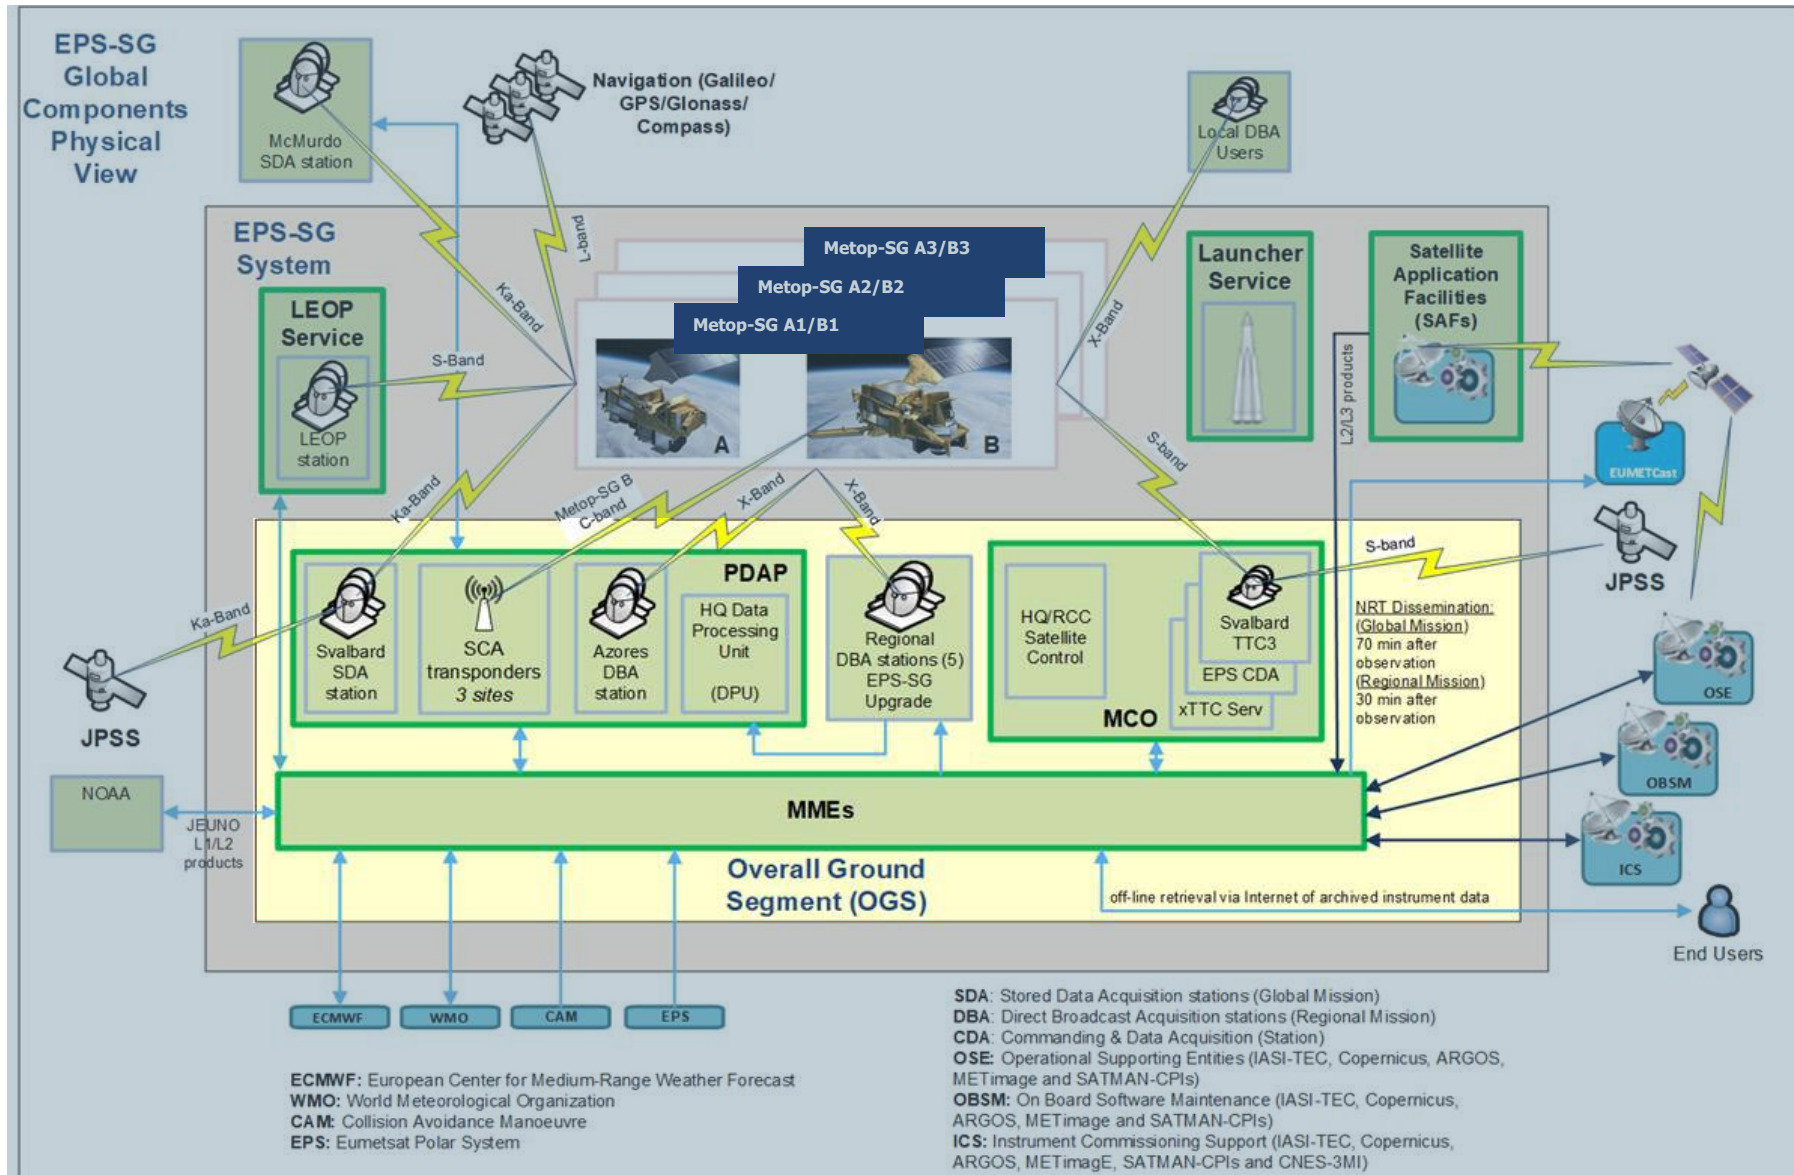 EPS-SG
Global
Components
Physical
View
McMurdo
SDA station
Navigation (Galileo/
GPS/Glonass/
Compass)
Local DBA
Users
EPS-SG
System
LEOP
Service
LEOP
station
Ka-Band
L-band
S-Band
Ka-Band
Metop-SG A3/B3
Metop-SG A2/B2
Metop-SG A1/B1
A
B
X-Band
Launcher
Service
Satellite
Application
Facilities
(SAFs)
L2/L3 products
EUMETCast
JPSS
S-band
S-band
Metop-SG B
C-band
X-Band
X-Band
Ka-Band
JPSS
PDAP
Svalbard
SDA
station
SCA
transponders
3 sites
Azores
DBA
station
HQ Data
Processing
Unit
(DPU)
Regional
DBA stations (5)
EPS-SG
Upgrade
HQ/RCC
Satellite
Control
Svalbard
TTC3
EPS CDA
xTTC Serv
MCO
NRT Dissemination:
(Global Mission)
70 min after
observation
(Regional Mission)
30 min after
observation
OSE
OBSM
ICS
NOAA
JEUNO
L1/L2
products
MMEs
Overall Ground
Segment (OGS)
off-line retrieval via Internet of archived instrument data
End Users
ECMWF
WMO
CAM
EPS
ECMWF: European Center for Medium-Range Weather Forecast
WMO: World Meteorological Organization
CAM: Collision Avoidance Manoeuvre
EPS: Eumetsat Polar System
SDA: Stored Data Acquisition stations (Global Mission)
DBA: Direct Broadcast Acquisition stations (Regional Mission)
CDA: Commanding & Data Acquisition (Station)
OSE: Operational Supporting Entities (IASI-TEC, Copernicus, ARGOS,
METimage and SATMAN-CPIs)
OBSM: On Board Software Maintenance (IASI-TEC, Copernicus,
ARGOS, METimage and SATMAN-CPIs)
ICS: Instrument Commissioning Support (IASI-TEC, Copernicus,
ARGOS, METimagE, SATMAN-CPIs and CNES-3MI)